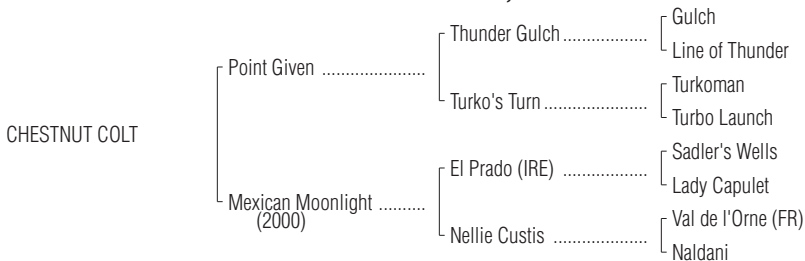 Gulch
Thunder Gulch ..................
Line of Thunder
Point Given ......................
Turkoman
Turko's Turn ......................
Turbo Launch
CHESTNUT COLT
Sadler's Wells
El Prado (IRE) ..................
Lady Capulet
Mexican Moonlight ..........
(2000)
Val de l'Orne (FR)
Nellie Custis ....................
Naldani